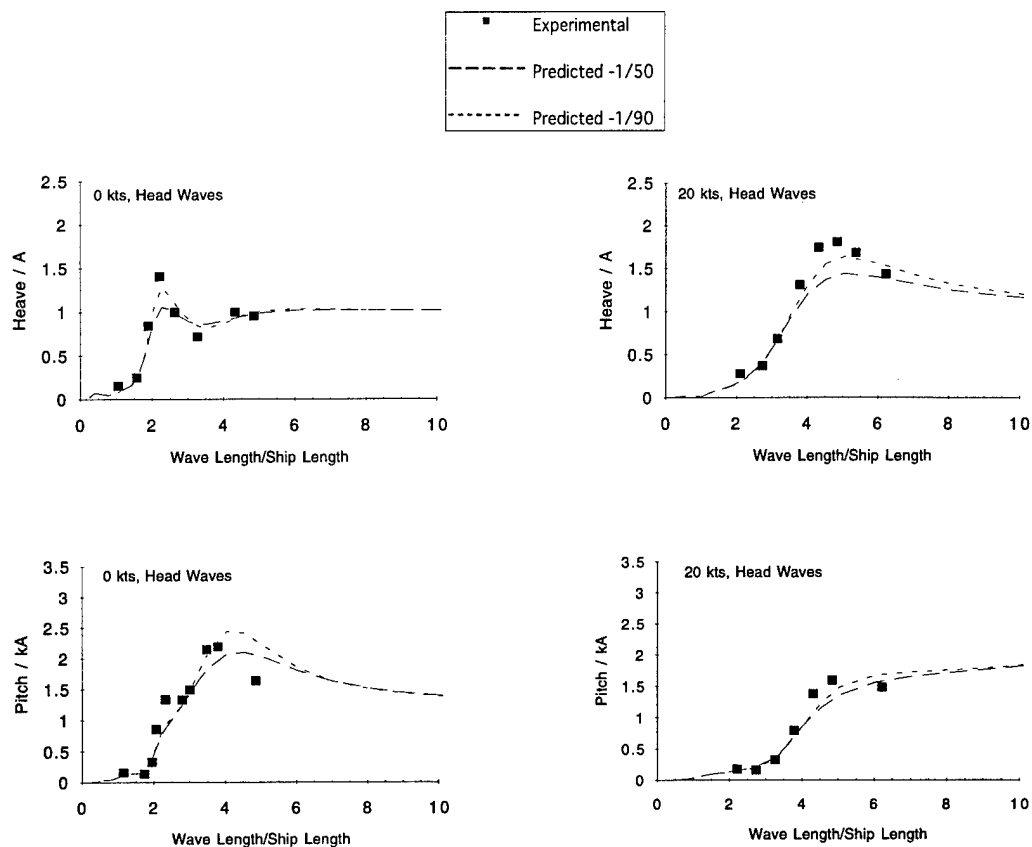 Experimental
Predicted -1/50
Predicted -1/90
0 kts, Head Waves
2.5
2
1.5
1
0.5
0
Heave / A
0 2 4 6 8 10
Wave Length/Ship Length
20 kts, Head Waves
2.5
2
1.5
1
0.5
0
Heave / A
0 2 4 6 8 10
Wave Length/Ship Length
0 kts, Head Waves
3.5
3
2.5
2
1.5
1
0.5
0
Pitch / kA
0 2 4 6 8 10
Wave Length/Ship Length
20 kts, Head Waves
3.5
3
2.5
2
1.5
1
0.5
0
Pitch / kA
0 2 4 6 8 10
Wave Length/Ship Length